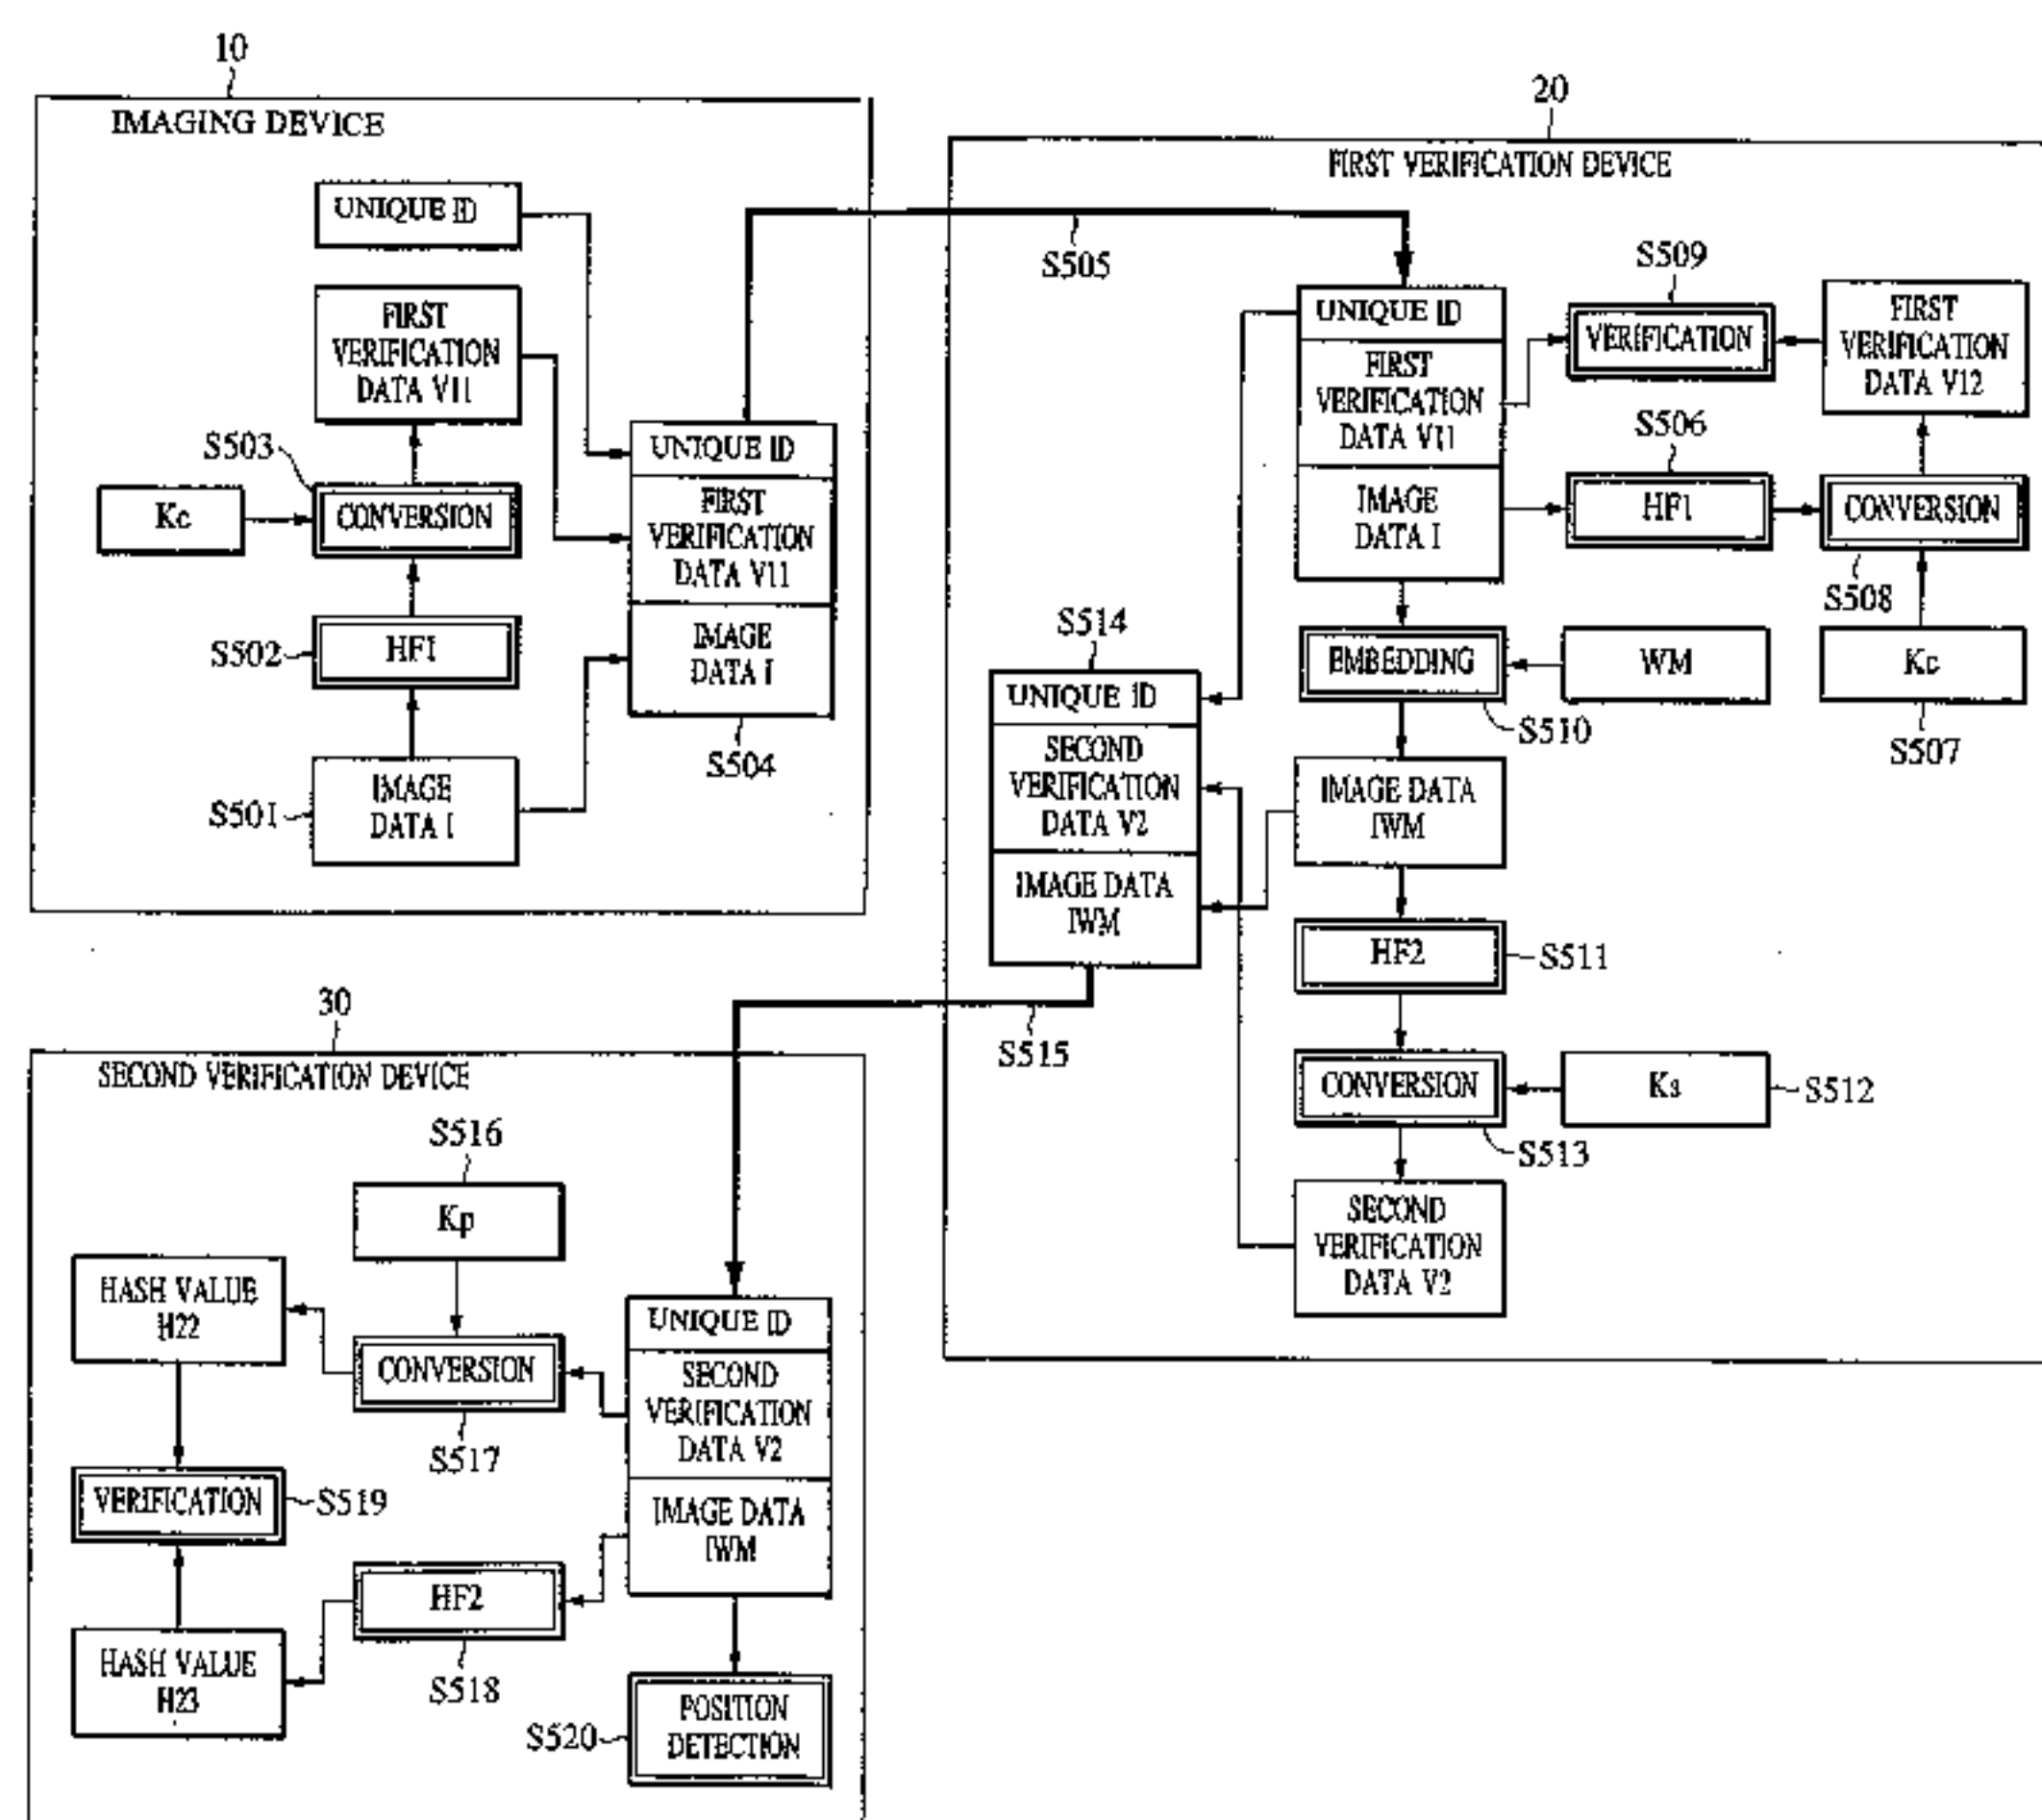 10
IMAGING DEVICE
UNIQUE ID
FIRST
VERIFICATION
DATA V11
S503
Kc
CONVERSION
S502
HF1
S501
IMAGE
DATA I
UNIQUE ID
FIRST
VERIFICATION
DATA V11
IMAGE
DATA I
S504
S505
20
FIRST VERIFICATION DEVICE
UNIQUE ID
FIRST
VERIFICATION
DATA V11
IMAGE
DATA I
S509
VERIFICATION
FIRST
VERIFICATION
DATA V12
S506
HF1
CONVERSION
S508
EMBEDDING
WM
Kc
S510
S507
S514
UNIQUE ID
SECOND
VERIFICATION
DATA V2
IMAGE DATA
IWM
IMAGE DATA
IWM
HF2
S511
S515
CONVERSION
Ks
S512
S513
SECOND
VERIFICATION
DATA V2
30
SECOND VERIFICATION DEVICE
S516
Kp
HASH VALUE
H22
CONVERSION
S517
UNIQUE ID
SECOND
VERIFICATION
DATA V2
IMAGE DATA
IWM
VERIFICATION
S519
HF2
S518
HASH VALUE
H23
S520
POSITION
DETECTION